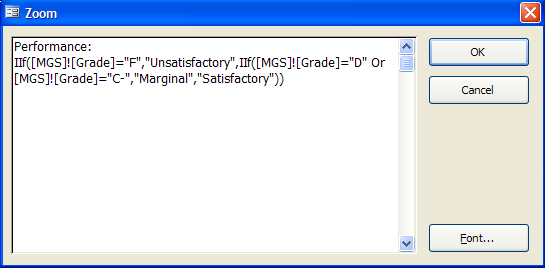 Zoom
Performance:
IIf([MGS]![Grade]="F","Unsatisfactory",IIf([MGS]![Grade]="D" Or
[MGS]![Grade]="C-","Marginal","Satisfactory"))
OK
Cancel
Font...